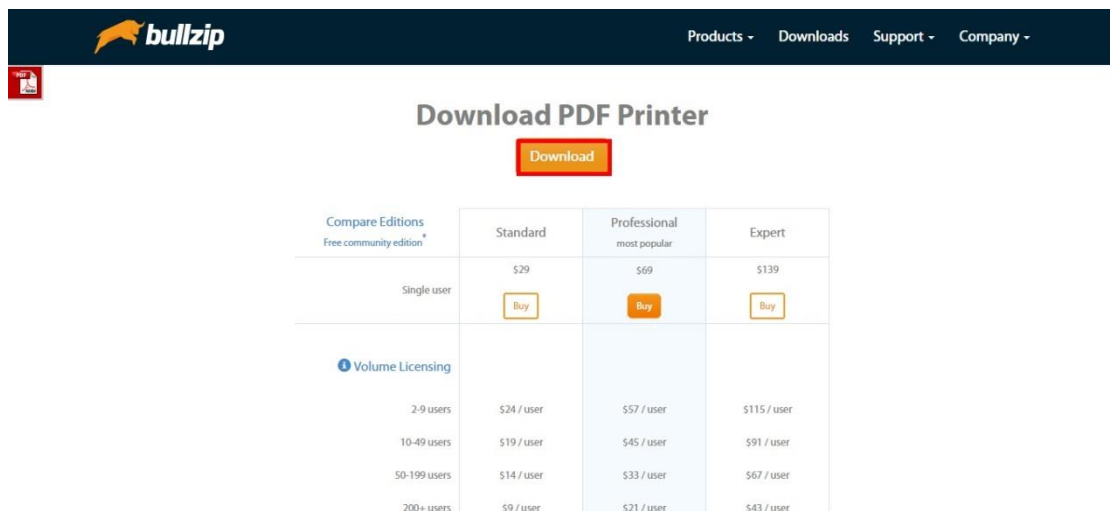 bullzip
Products Downloads Support Company
PDF
Download PDF Printer
Download
Compare Editions
Free community edition*
Standard
Professional
most popular
Expert
Single user
$29
$69
$139
Buy
Buy
Buy
Volume Licensing
2-9 users $24 / user $57 / user $115 / user
10-49 users $19 / user $45 / user $91 / user
50-199 users $14 / user $33 / user $67 / user
200+ users $9 / user $21 / user $43 / user